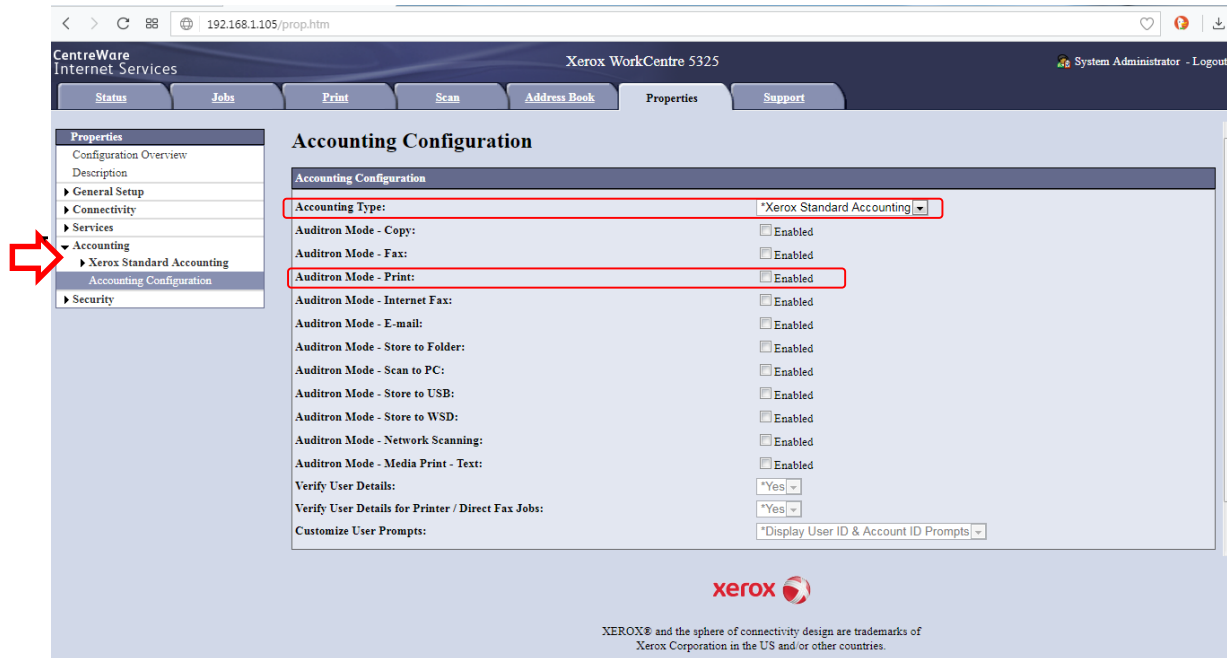 192.168.1.105/prop.htm
CentreWare
Internet Services
Xerox WorkCentre 5325
System Administrator - Logout
Status Jobs Print Scan Address Book Properties Support
Properties
Configuration Overview
Description
General Setup
Connectivity
Services
Accounting
Xerox Standard Accounting
Accounting Configuration
Security
Accounting Configuration
Accounting Configuration
Accounting Type: *Xerox Standard Accounting
Auditron Mode - Copy: Enabled
Auditron Mode - Fax: Enabled
Auditron Mode - Print: Enabled
Auditron Mode - Internet Fax: Enabled
Auditron Mode - E-mail: Enabled
Auditron Mode - Store to Folder: Enabled
Auditron Mode - Scan to PC: Enabled
Auditron Mode - Store to USB: Enabled
Auditron Mode - Store to WSD: Enabled
Auditron Mode - Network Scanning: Enabled
Auditron Mode - Media Print - Text: Enabled
Verify User Details: *Yes
Verify User Details for Printer / Direct Fax Jobs: *Yes
Customize User Prompts: *Display User ID & Account ID Prompts
xerox
XEROX® and the sphere of connectivity design are trademarks of
Xerox Corporation in the US and/or other countries.